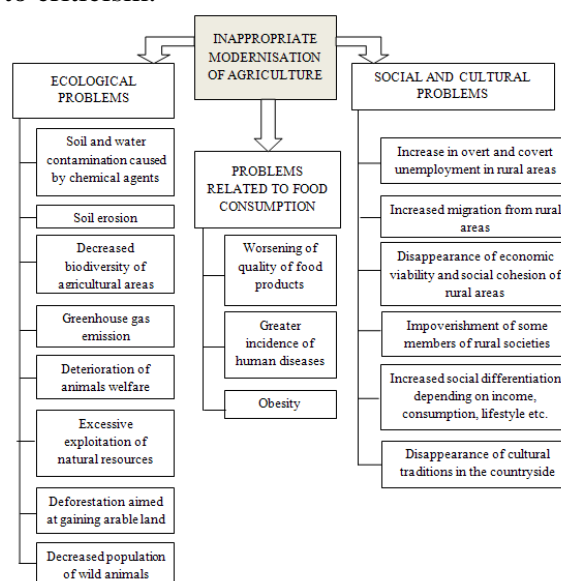 to criticism.
INAPPROPRIATE
MODERNISATION
OF AGRICULTURE
ECOLOGICAL
PROBLEMS
Soil and water
contamination caused
by chemical agents
Soil erosion
Decreased
biodiversity of
agricultural areas
Greenhouse gas
emission
Deterioration of
animals welfare
Excessive
exploitation of
natural resources
Deforestation aimed
at gaining arable land
Decreased population
of wild animals
PROBLEMS
RELATED TO FOOD
CONSUMPTION
Worsening of
quality of food
products
Greater
incidence of
human diseases
Obesity
SOCIAL AND CULTURAL
PROBLEMS
Increase in overt and covert
unemployment in rural areas
Increased migration from rural
areas
Disappearance of economic
viability and social cohesion of
rural areas
Impoverishment of some
members of rural societies
Increased social differentiation
depending on income,
consumption, lifestyle etc.
Disappearance of cultural
traditions in the countryside